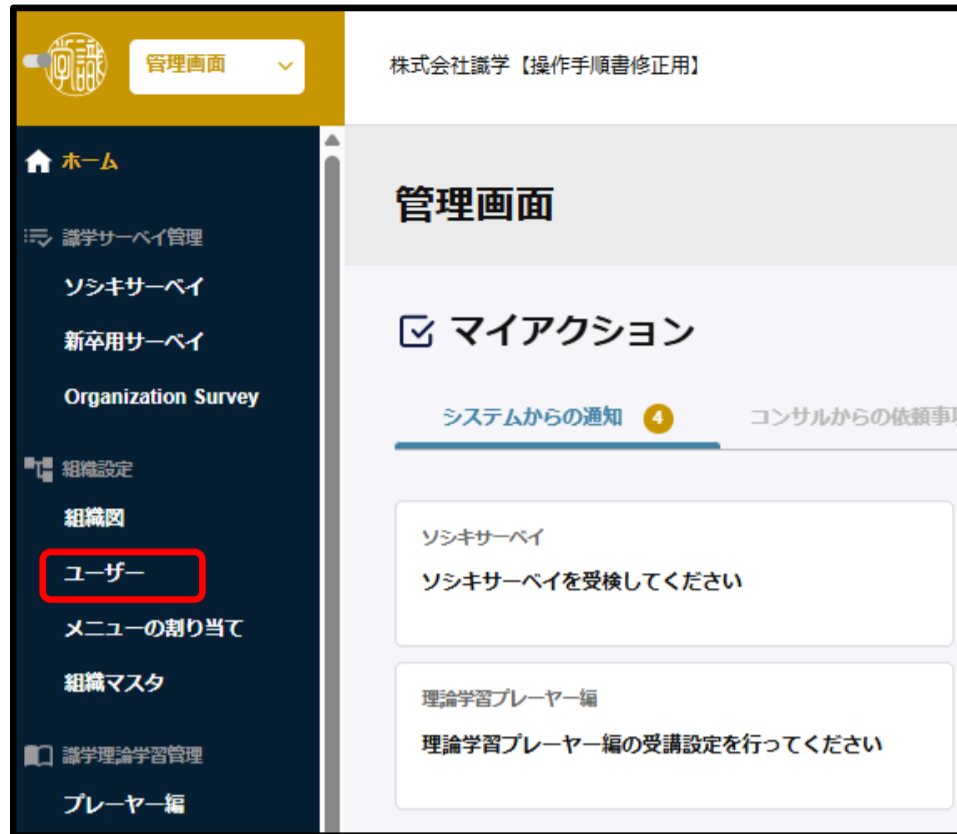 識学
管理画面
株式会社識学【操作手順書修正用】
ホーム
識学サーベイ管理
ソシキサーベイ
新卒用サーベイ
Organization Survey
組織設定
組織図
ユーザー
メニューの割り当て
組織マスタ
識学理論学習管理
プレーヤー編
管理画面
マイアクション
システムからの通知 4
コンサルからの依頼事項
ソシキサーベイ
ソシキサーベイを受検してください
理論学習プレーヤー編
理論学習プレーヤー編の受講設定を行ってください